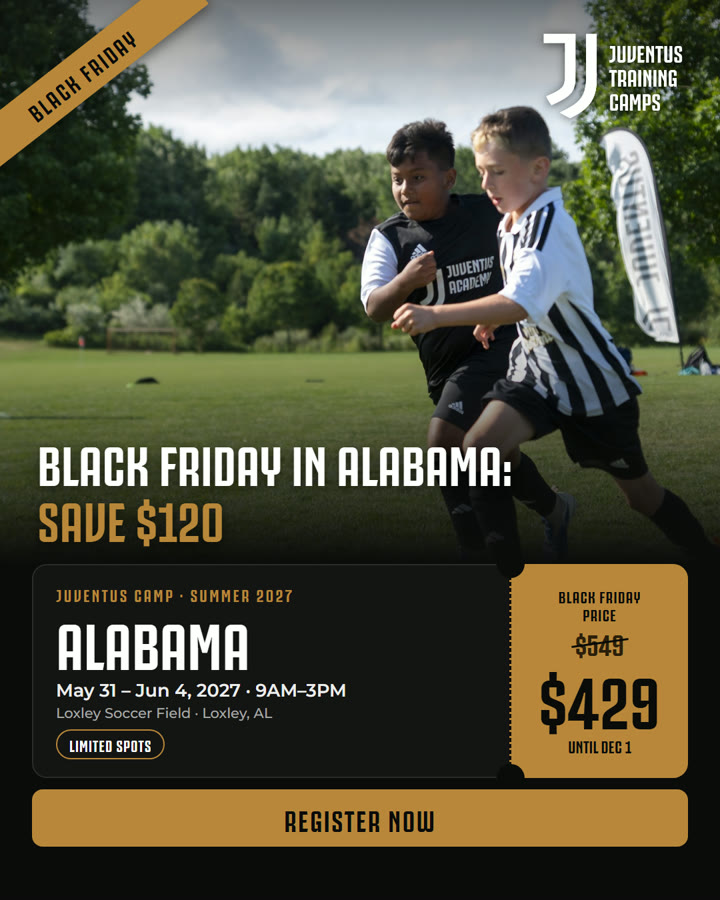 BLACK FRIDAY
JUVENTUS
TRAINING
CAMPS
JUVENTUS
ACADEMY
BLACK FRIDAY IN ALABAMA:
SAVE $120
JUVENTUS CAMP · SUMMER 2027
ALABAMA
May 31 – Jun 4, 2027 · 9AM–3PM
Loxley Soccer Field · Loxley, AL
LIMITED SPOTS
BLACK FRIDAY
PRICE
$549
$429
UNTIL DEC 1
REGISTER NOW